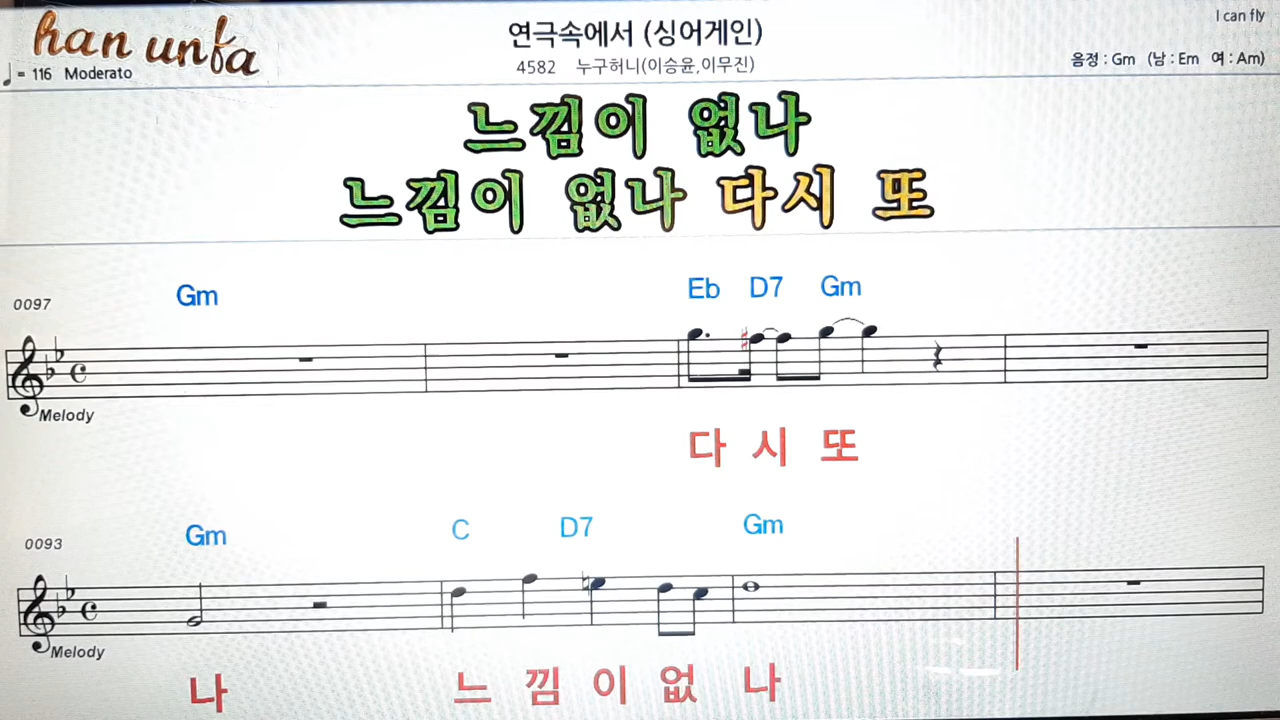 han unfa
연극속에서 (싱어게인)
I can fly
♩ = 116 Moderato
4582 누구허니(이승윤,이무진)
음정 : Gm (남 : Em 여 : Am)
느낌이 없나
느낌이 없나 다시 또
0097
Gm Eb D7 Gm
Melody
다 시 또
0093
Gm C D7 Gm
Melody
나 느 낌 이 없 나